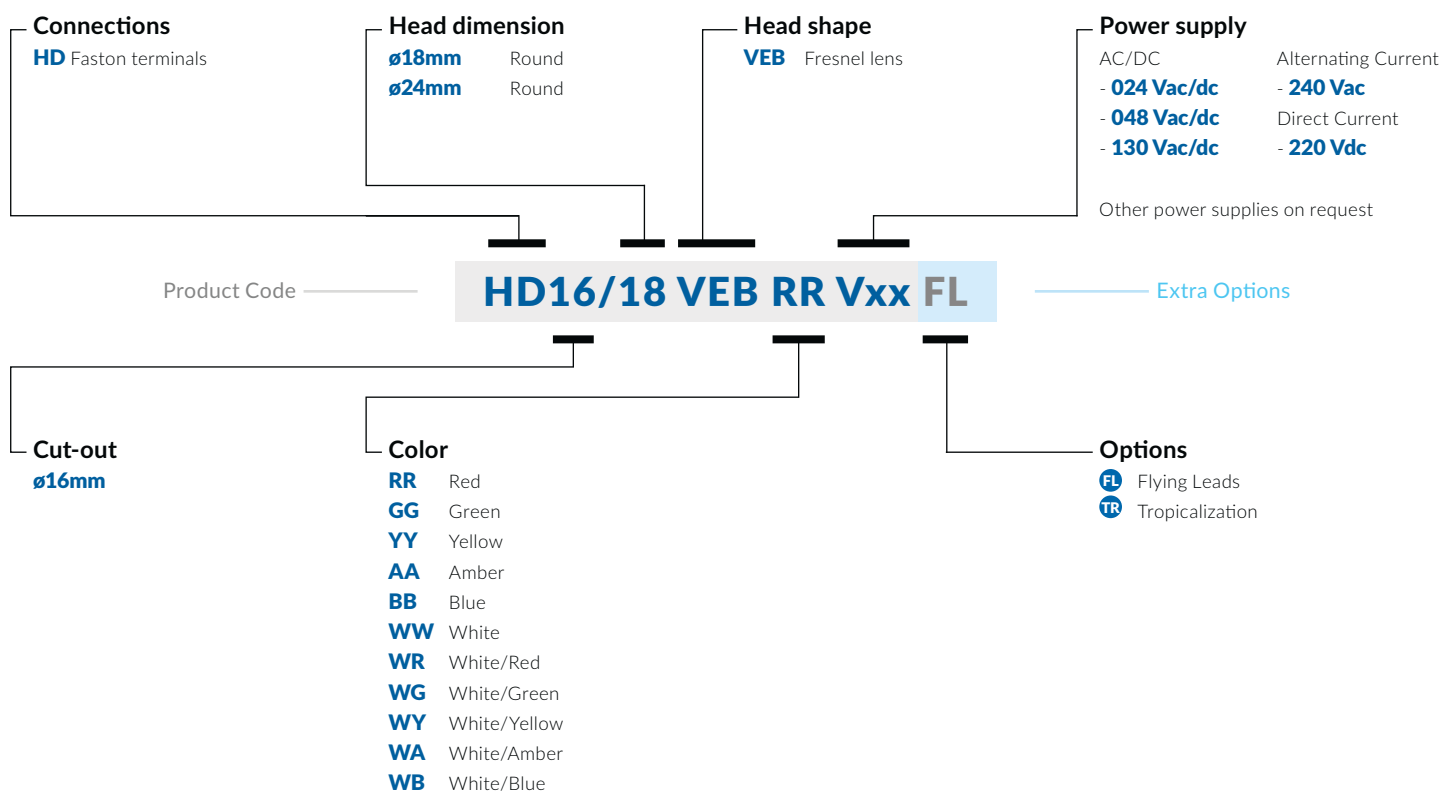 Connections
HD Faston terminals
Head dimension
ø18mm Round
ø24mm Round
Head shape
VEB Fresnel lens
Power supply
AC/DC
- 024 Vac/dc
- 048 Vac/dc
- 130 Vac/dc
Alternating Current
- 240 Vac
Direct Current
- 220 Vdc
Other power supplies on request
Product Code
HD16/18 VEB RR Vxx FL
Extra Options
Cut-out
ø16mm
Color
RR Red
GG Green
YY Yellow
AA Amber
BB Blue
WW White
WR White/Red
WG White/Green
WY White/Yellow
WA White/Amber
WB White/Blue
Options
FL Flying Leads
TR Tropicalization